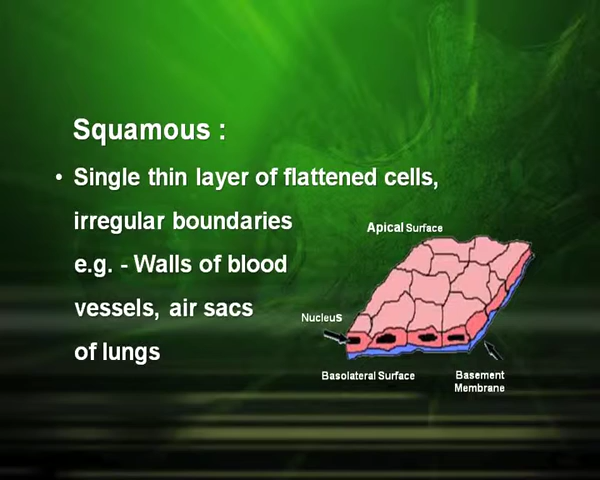 Squamous :
• Single thin layer of flattened cells,
irregular boundaries
e.g. - Walls of blood
vessels, air sacs
of lungs
Apical Surface
Nucleus
Basolateral Surface
Basement
Membrane